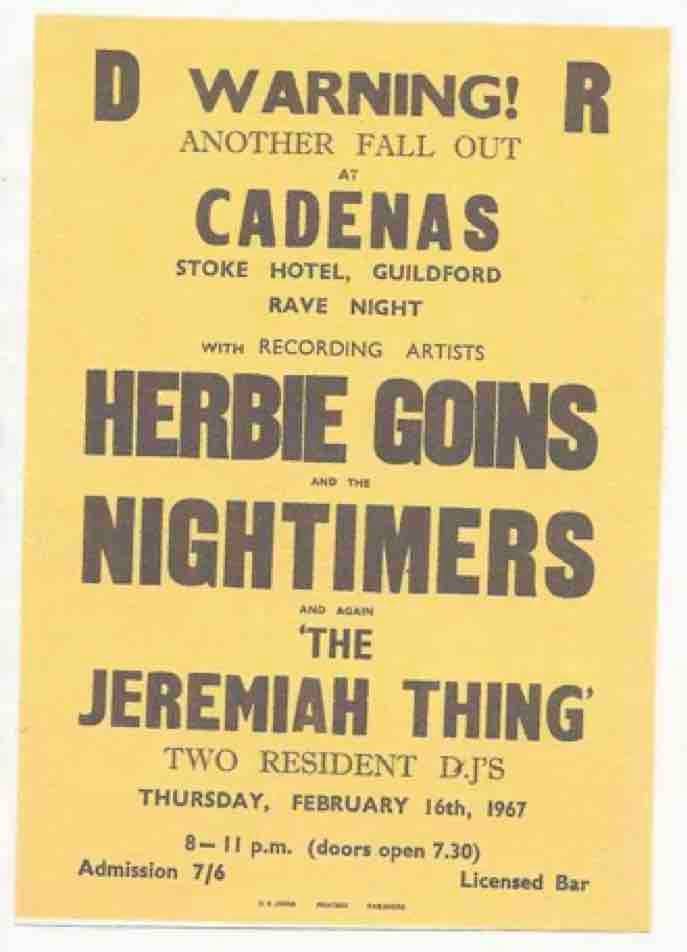 D WARNING! R
ANOTHER FALL OUT
AT
CADENAS
STOKE HOTEL, GUILDFORD
RAVE NIGHT
WITH RECORDING ARTISTS
HERBIE GOINS
AND THE
NIGHTIMERS
AND AGAIN
'THE
JEREMIAH THING'
TWO RESIDENT D.J'S
THURSDAY, FEBRUARY 16th, 1967
8—11 p.m. (doors open 7.30)
Admission 7/6 Licensed Bar